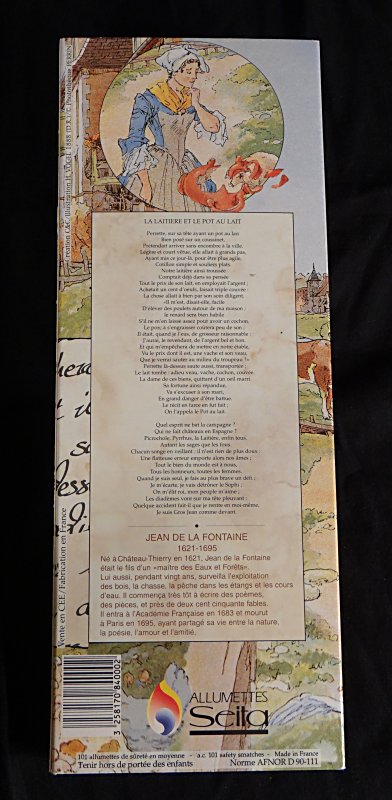 LA LAITIERE ET LE POT AU LAIT
Perrette, sur sa tête ayant un pot au lait
Bien posé sur un coussinet,
Prétendait arriver sans encombre à la ville.
Légère et court vêtue, elle allait à grands pas,
Ayant mis ce jour-là, pour être plus agile,
Cotillon simple et souliers plats.
Notre laitière ainsi troussée
Comptait déjà dans sa pensée
Tout le prix de son lait, en employait l'argent ;
Achetait un cent d'oeufs, faisait triple couvée :
La chose allait à bien par son soin diligent.
«Il m'est, disait-elle, facile
D'élever des poulets autour de ma maison :
le renard sera bien habile
S'il ne m'en laisse assez pour avoir un cochon.
Le porc à s'engraisser coûtera peu de son :
Il était, quand je l'eus, de grosseur raisonnable :
J'aurai, le revendant, de l'argent bel et bon.
Et qui m'empêchera de mettre en notre étable,
Vu le prix dont il est, une vache et son veau,
Que je verrai sauter au milieu du troupeau ?»
Perrette là-dessus saute aussi, transportée :
Le lait tombe : adieu veau, vache, cochon, couvée.
La dame de ces biens, quittant d'un oeil marri
Sa fortune ainsi répandue,
Va s'excuser à son mari,
En grand danger d'être battue.
Le récit en farce en fut fait ;
On l'appela le Pot au lait.
Quel esprit ne bat la campagne ?
Qui ne fait châteaux en Espagne ?
Picrochole, Pyrrhus, la Laitière, enfin tous,
Autant les sages que les fous.
Chacun songe en veillant ; il n'est rien de plus doux :
Une flatteuse erreur emporte alors nos âmes ;
Tout le bien du monde est à nous,
Tous les honneurs, toutes les femmes.
Quand je suis seul, je fais au plus brave un défi ;
Je m'écarte, je vais détrôner le Sophi ;
On m'élit roi, mon peuple m'aime ;
Les diadèmes vont sur ma tête pleuvant :
Quelque accident fait-il que je rentre en moi-même,
Je suis Gros Jean comme devant.
JEAN DE LA FONTAINE
1621-1695
Né à Château-Thierry en 1621, Jean de la Fontaine
était le fils d'un «maître des Eaux et Forêts».
Lui aussi, pendant vingt ans, surveilla l'exploitation
des bois, la chasse, la pêche dans les étangs et les cours
d'eau. Il commença très tôt à écrire des poèmes,
des pièces, et près de deux cent cinquante fables.
Il entra à l'Académie Française en 1683 et mourut
à Paris en 1695, ayant partagé sa vie entre la nature,
la poésie, l'amour et l'amitié.
Vente en CEE/Fabrication en France
3 258170 840002
ALLUMETTES
Seita
101 allumettes de sûreté en moyenne - a.c. 101 safety smatches - Made in France
Tenir hors de portée des enfants
Norme AFNOR D 90-111